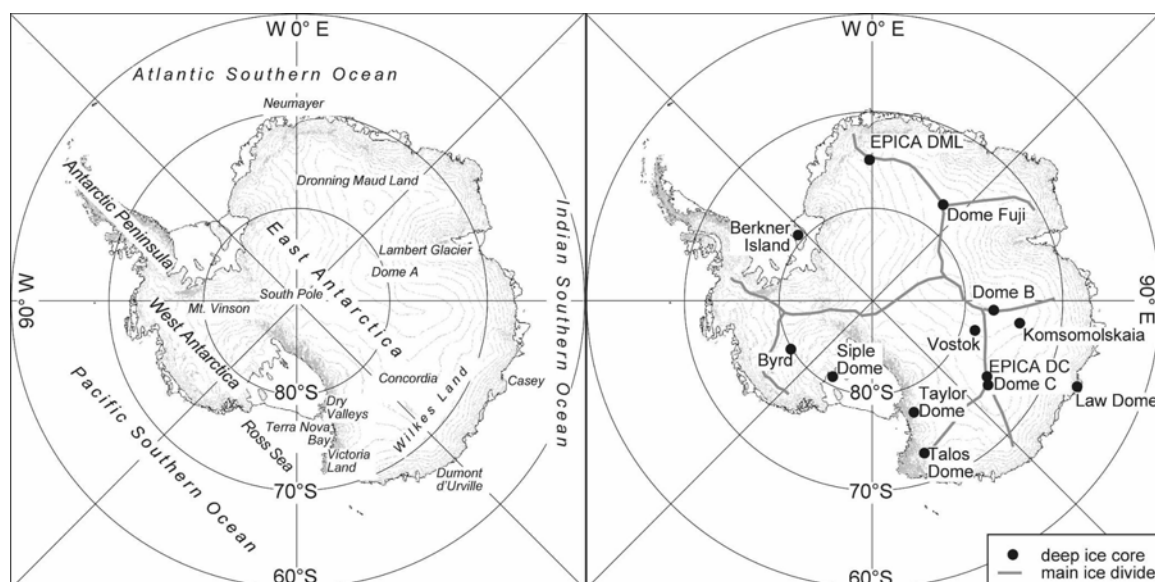 W 0° E
Atlantic Southern Ocean
Neumayer
Dronning Maud Land
Antarctic Peninsula
East Antarctica
Lambert Glacier
Dome A
Indian Southern Ocean
South Pole
Mt. Vinson
90° W
West Antarctica
Concordia
Casey
80°S
Dry
Valleys
Wilkes Land
Terra Nova
Bay
Ross Sea
Victoria
Land
Pacific Southern Ocean
Dumont
d'Urville
70°S
60°S
W 0° E
EPICA DML
Dome Fuji
Berkner
Island
Dome B
90°
E
Komsomolskaia
Vostok
Byrd
Siple
Dome
EPICA DC
Dome C
80°S
Law Dome
Taylor
Dome
Talos
Dome
70°S
60°S
deep ice core
main ice divide